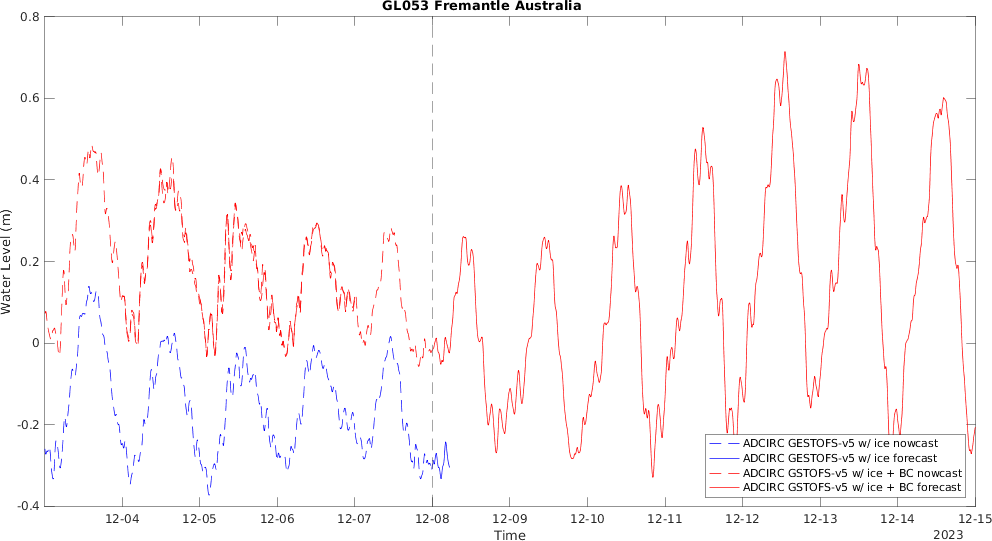 GL053 Fremantle Australia
0.8
0.6
0.4
0.2
0
-0.2
-0.4
Water Level (m)
ADCIRC GESTOFS-v5 w/ ice nowcast
ADCIRC GESTOFS-v5 w/ ice forecast
ADCIRC GSTOFS-v5 w/ ice + BC nowcast
ADCIRC GSTOFS-v5 w/ ice + BC forecast
12-04 12-05 12-06 12-07 12-08 12-09 12-10 12-11 12-12 12-13 12-14 12-15
Time
2023